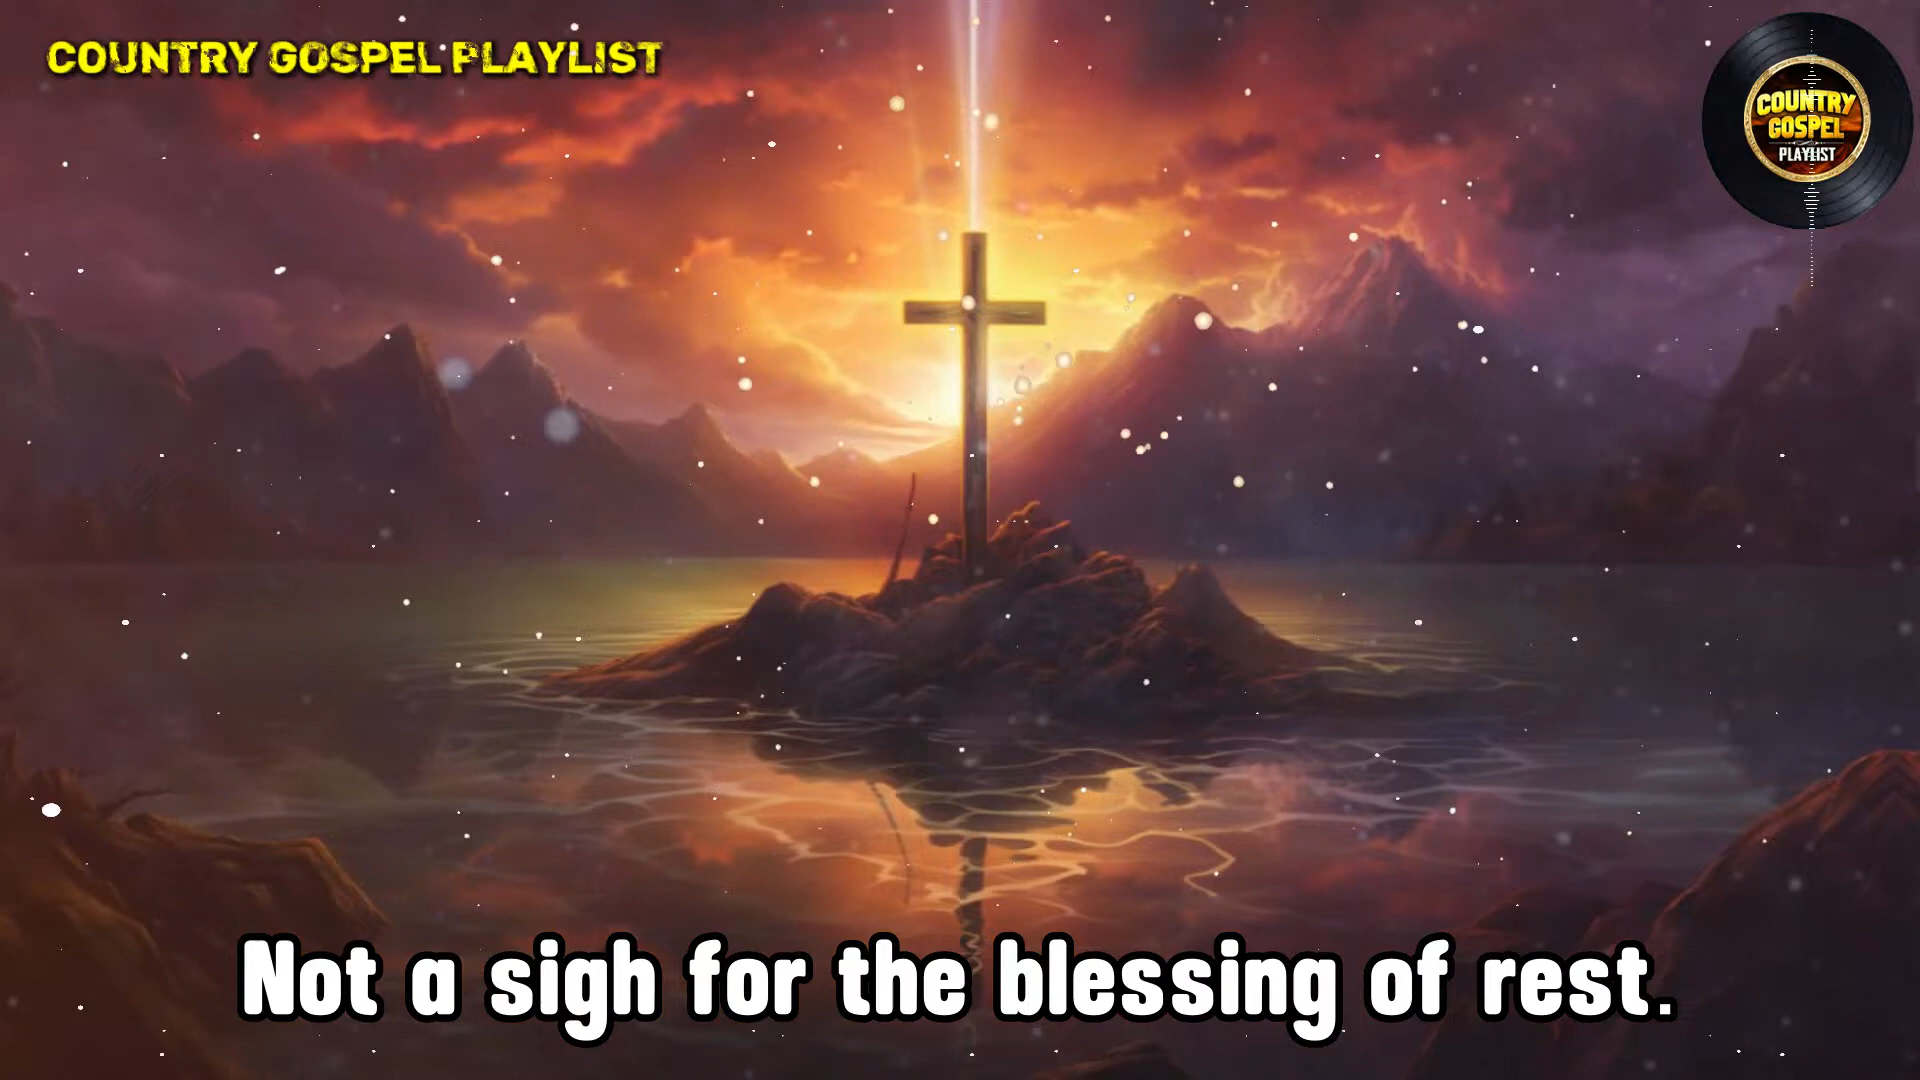 COUNTRY GOSPEL PLAYLIST
COUNTRY
GOSPEL
PLAYLIST
Not a sigh for the blessing of rest.